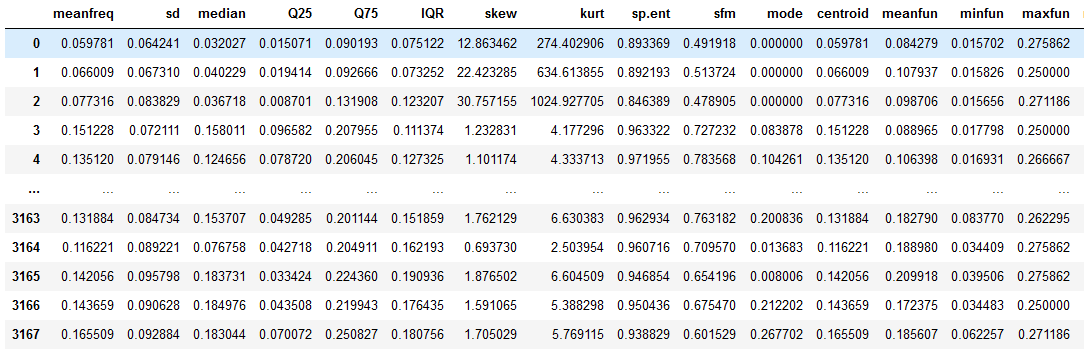 meanfreq sd median Q25 Q75 IQR skew kurt sp.ent sfm mode centroid meanfun minfun maxfun
0 0.059781 0.064241 0.032027 0.015071 0.090193 0.075122 12.863462 274.402906 0.893369 0.491918 0.000000 0.059781 0.084279 0.015702 0.275862
1 0.066009 0.067310 0.040229 0.019414 0.092666 0.073252 22.423285 634.613855 0.892193 0.513724 0.000000 0.066009 0.107937 0.015826 0.250000
2 0.077316 0.083829 0.036718 0.008701 0.131908 0.123207 30.757155 1024.927705 0.846389 0.478905 0.000000 0.077316 0.098706 0.015656 0.271186
3 0.151228 0.072111 0.158011 0.096582 0.207955 0.111374 1.232831 4.177296 0.963322 0.727232 0.083878 0.151228 0.088965 0.017798 0.250000
4 0.135120 0.079146 0.124656 0.078720 0.206045 0.127325 1.101174 4.333713 0.971955 0.783568 0.104261 0.135120 0.106398 0.016931 0.266667
... ... ... ... ... ... ... ... ... ... ... ... ... ... ... ...
3163 0.131884 0.084734 0.153707 0.049285 0.201144 0.151859 1.762129 6.630383 0.962934 0.763182 0.200836 0.131884 0.182790 0.083770 0.262295
3164 0.116221 0.089221 0.076758 0.042718 0.204911 0.162193 0.693730 2.503954 0.960716 0.709570 0.013683 0.116221 0.188980 0.034409 0.275862
3165 0.142056 0.095798 0.183731 0.033424 0.224360 0.190936 1.876502 6.604509 0.946854 0.654196 0.008006 0.142056 0.209918 0.039506 0.275862
3166 0.143659 0.090628 0.184976 0.043508 0.219943 0.176435 1.591065 5.388298 0.950436 0.675470 0.212202 0.143659 0.172375 0.034483 0.250000
3167 0.165509 0.092884 0.183044 0.070072 0.250827 0.180756 1.705029 5.769115 0.938829 0.601529 0.267702 0.165509 0.185607 0.062257 0.271186